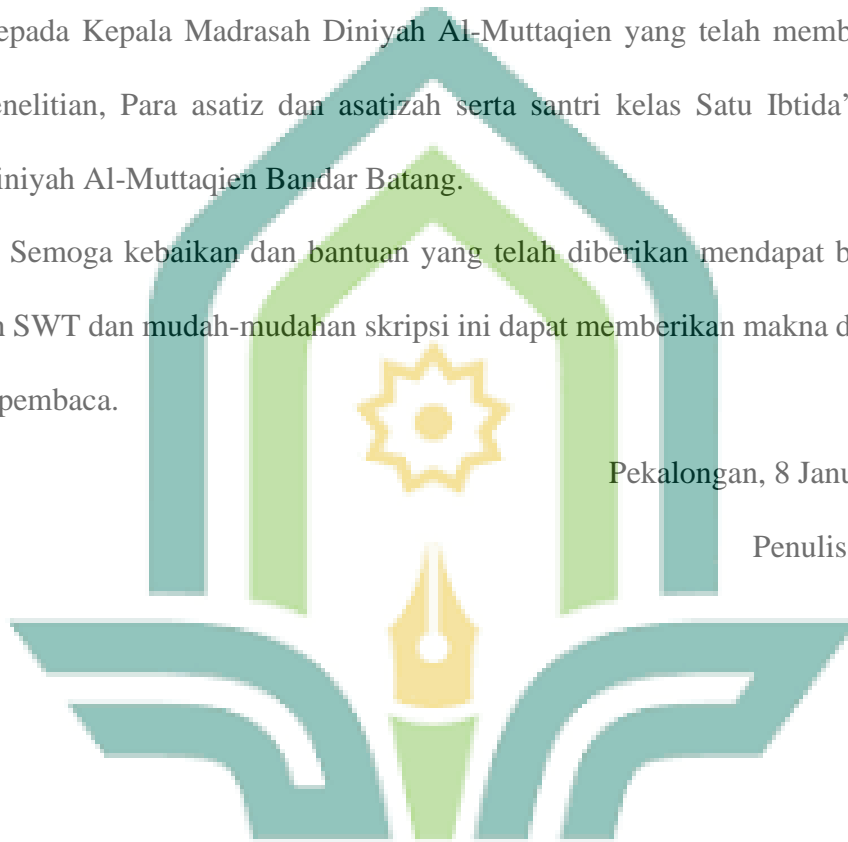 epada Kepala Madrasah Diniyah Al-Muttaqien yang telah memb
enelitian, Para asatiz dan asatizah serta santri kelas Satu Ibtida’
iniyah Al-Muttaqien Bandar Batang.
Semoga kebaikan dan bantuan yang telah diberikan mendapat b
n SWT dan mudah-mudahan skripsi ini dapat memberikan makna d
pembaca.
Pekalongan, 8 Janu
Penulis